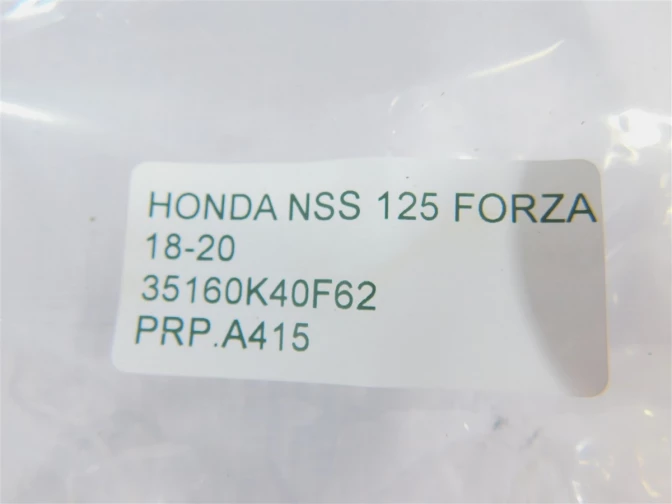 HONDA NSS 125 FORZA
18-20
35160K40F62
PRP.A415